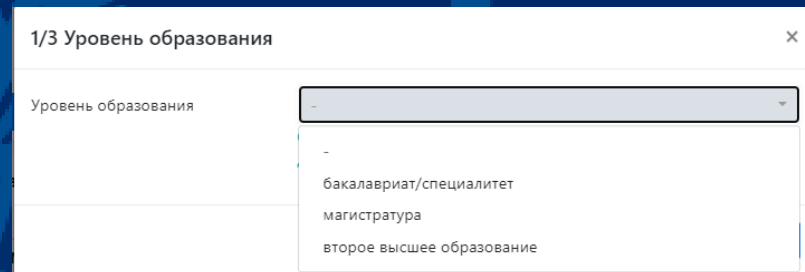 1/3 Уровень образования ×
Уровень образования -
-
бакалавриат/специалитет
магистратура
второе высшее образование